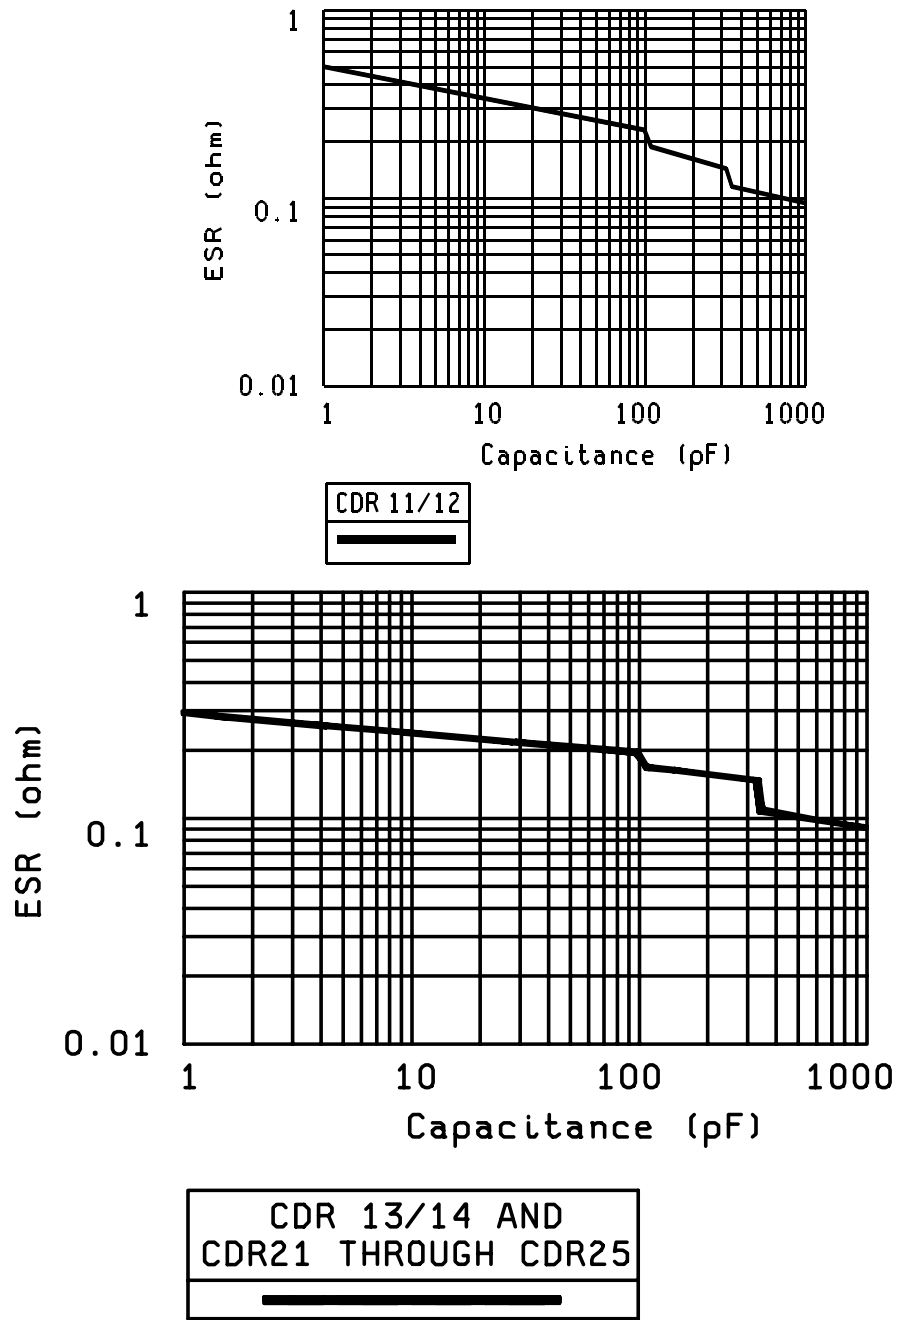 1
ESR (ohm)
0.1
0.01
1 10 100 1000
Capacitance (pF)
CDR 11/12
1
ESR (ohm)
0.1
0.01
1 10 100 1000
Capacitance (pF)
CDR 13/14 AND
CDR21 THROUGH CDR25